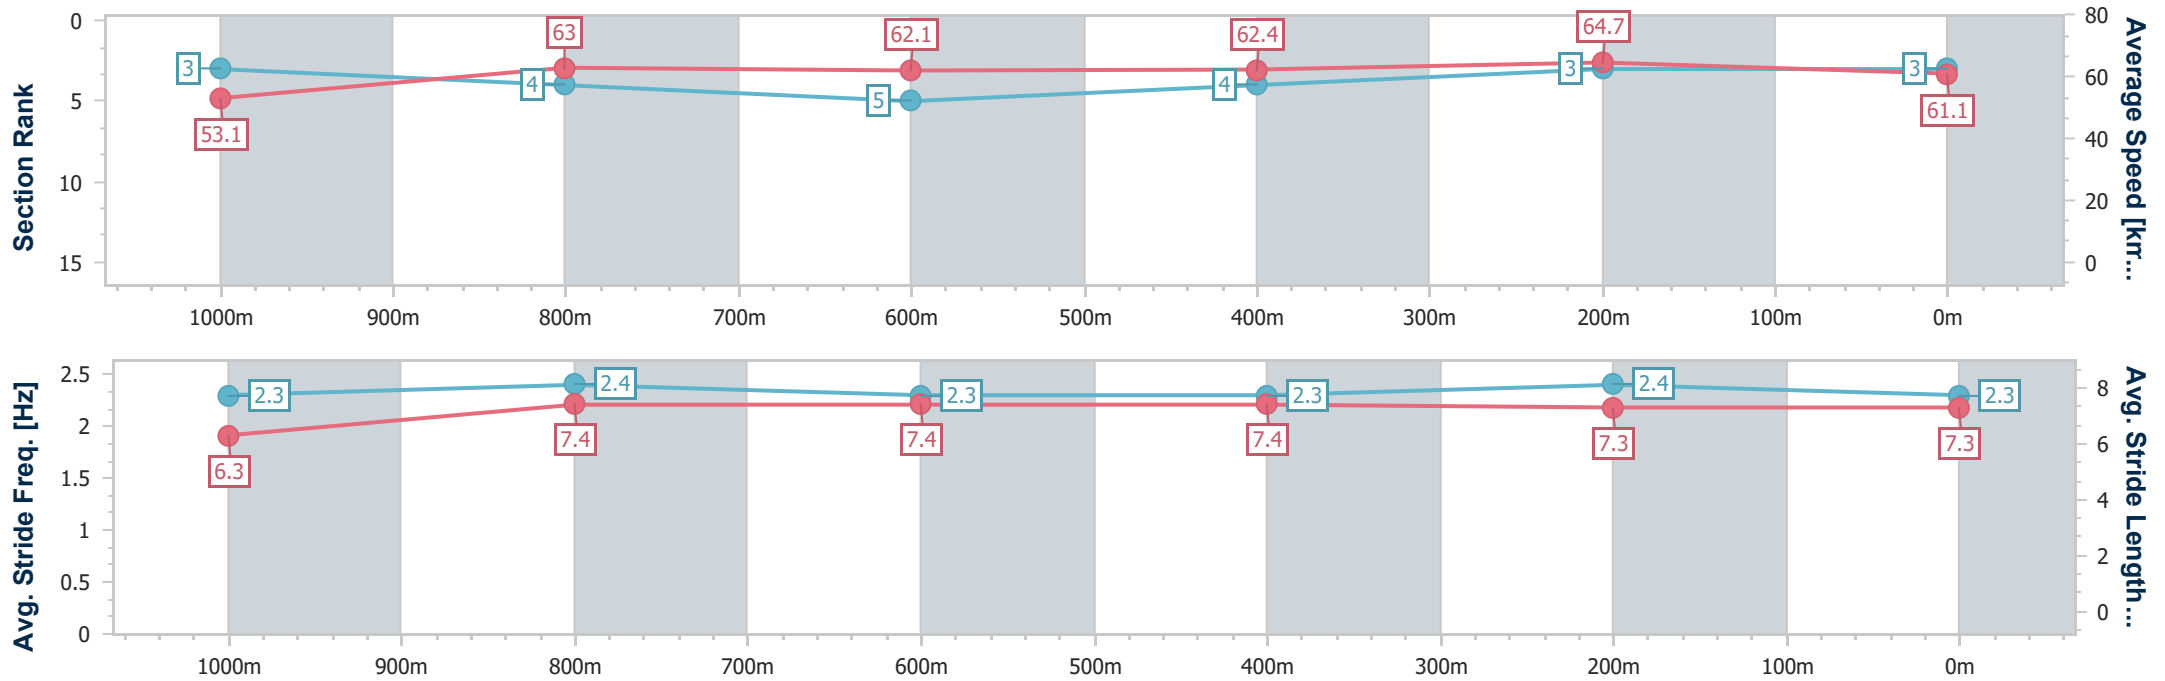 Section Rank
0
5
10
15
3
4
5
4
3
3
53.1
63
62.1
62.4
64.7
61.1
80
60
40
20
0
Average Speed [km...
1000m
900m
800m
700m
600m
500m
400m
300m
200m
100m
0m
Avg. Stride Freq. [Hz]
2.5
2
1.5
1
0.5
0
2.3
2.4
2.3
2.3
2.4
2.3
6.3
7.4
7.4
7.4
7.3
7.3
8
6
4
2
0
Avg. Stride Length...
1000m
900m
800m
700m
600m
500m
400m
300m
200m
100m
0m